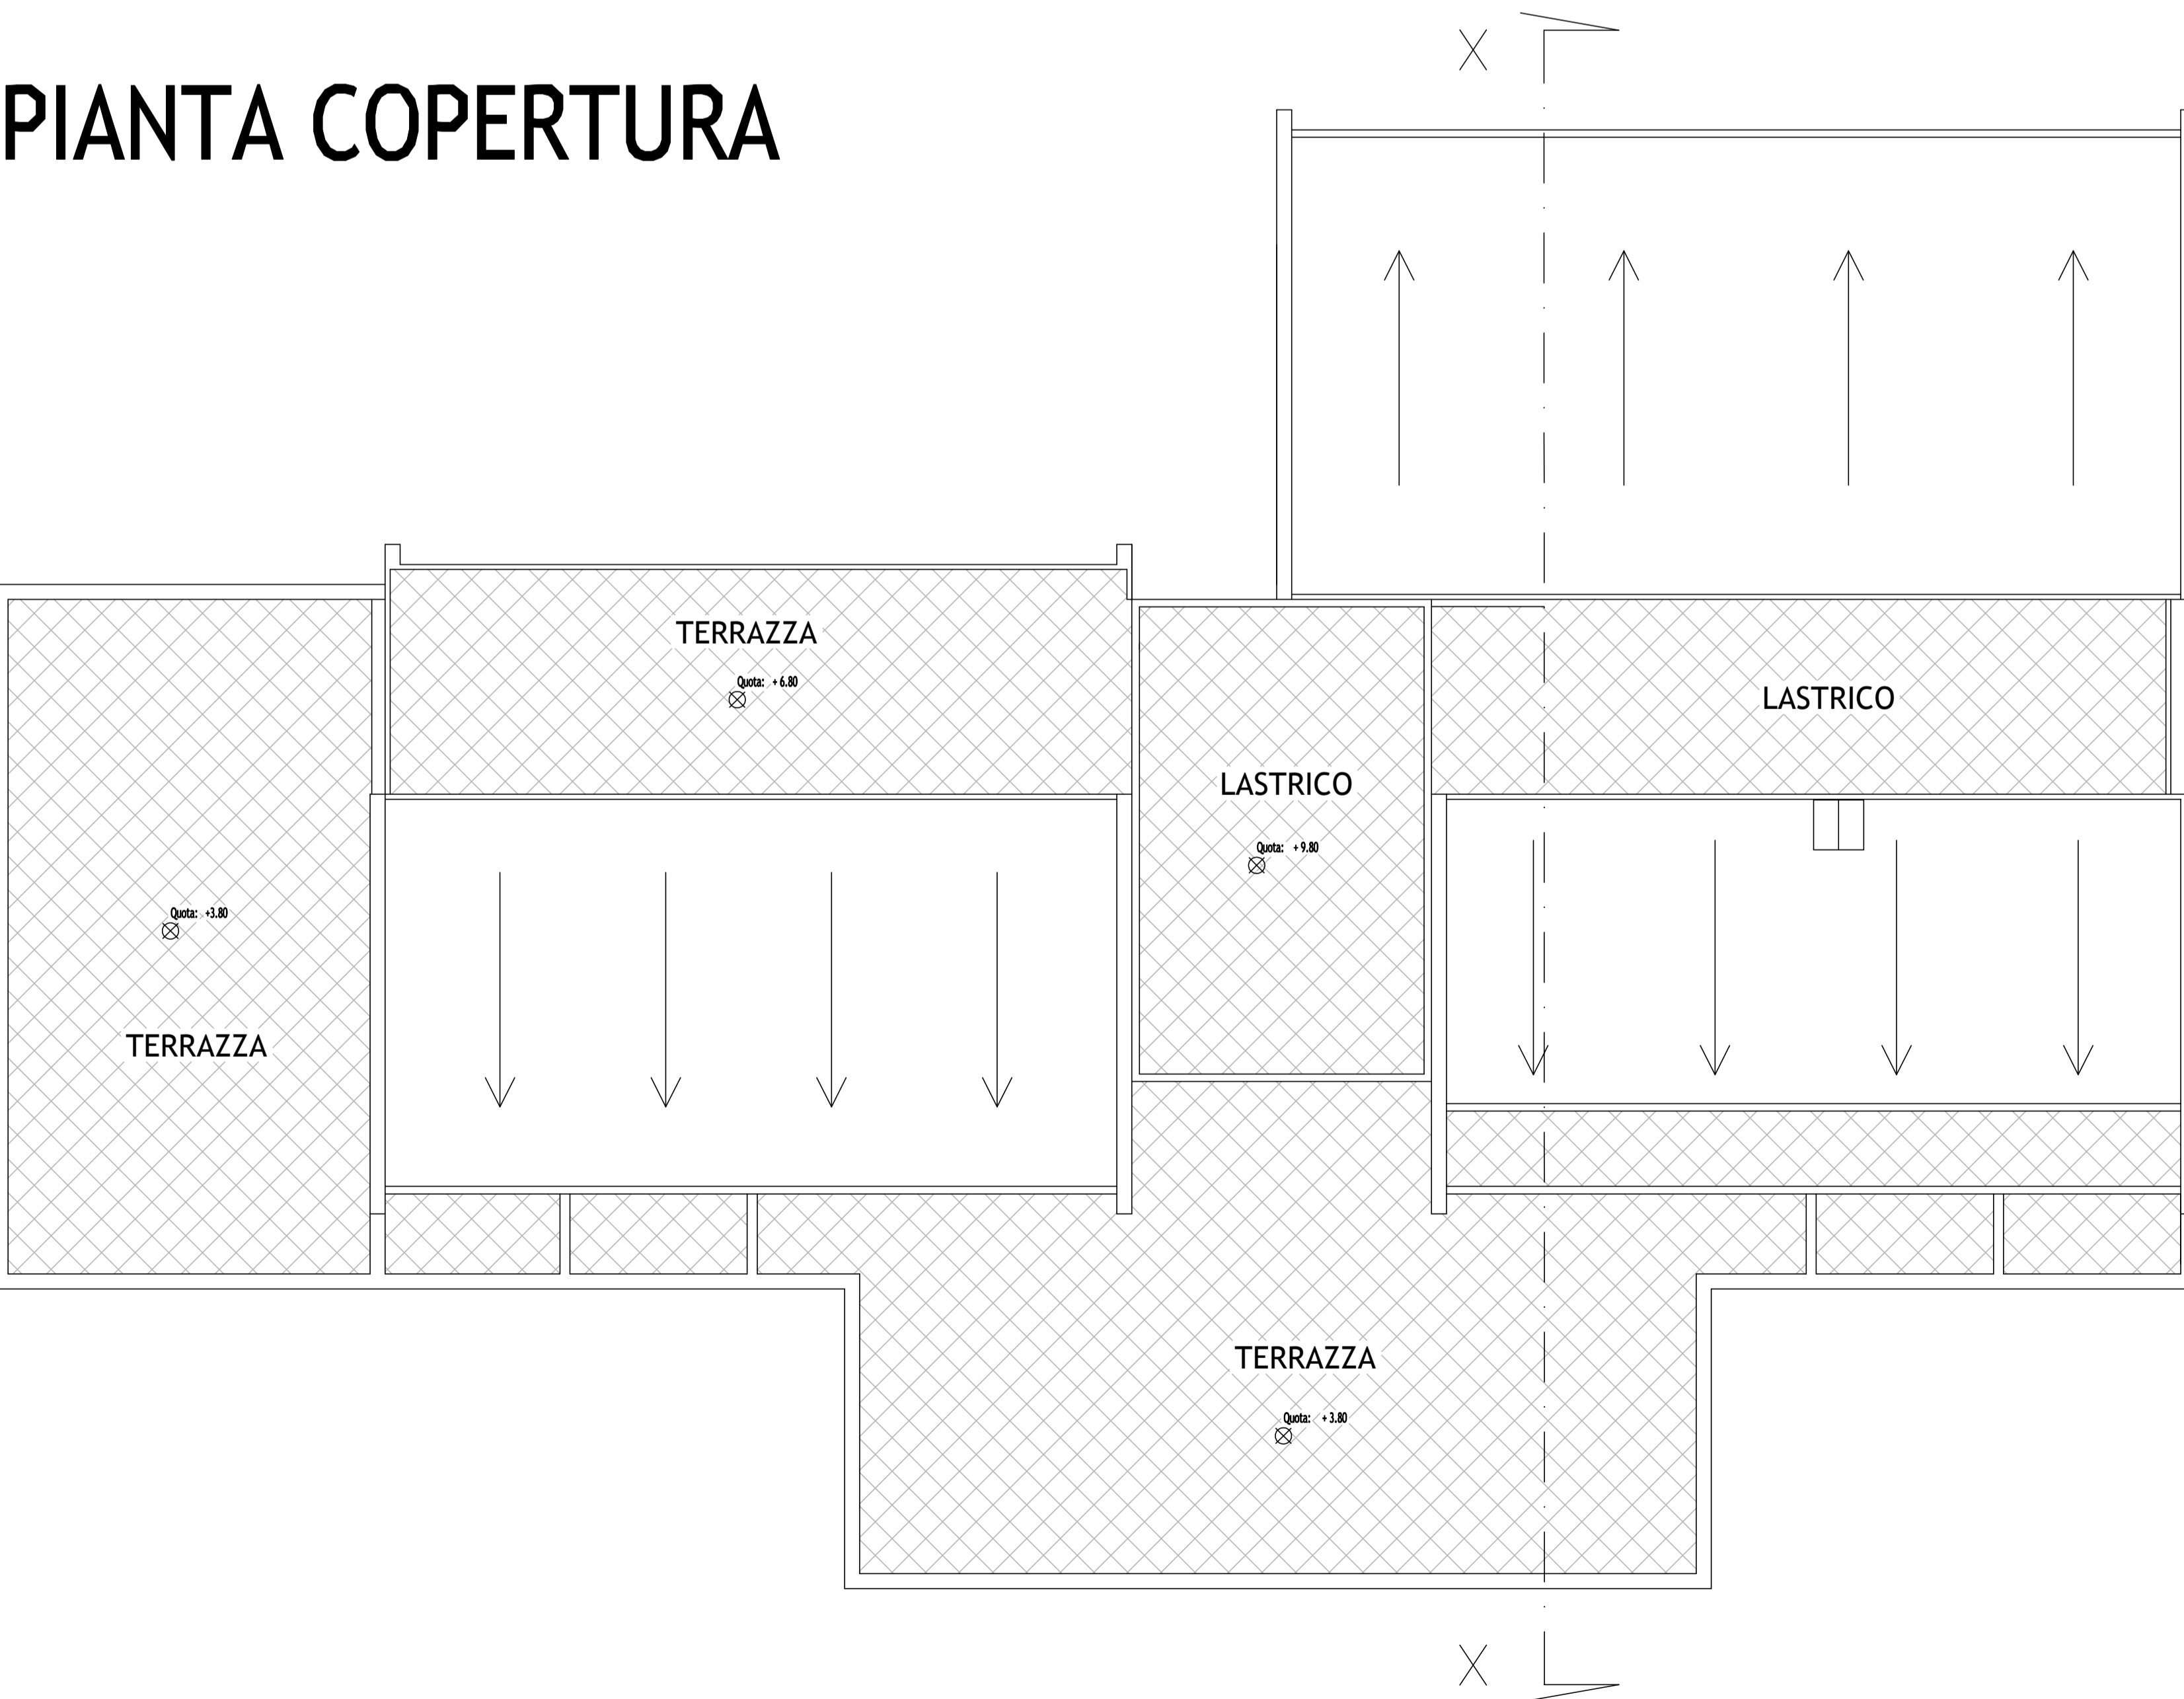 PIANTA COPERTURA
X
TERRAZZA
Quota: + 6.80
LASTRICO
LASTRICO
Quota: + 9.80
Quota: +3.80
TERRAZZA
TERRAZZA
Quota: + 3.80
X